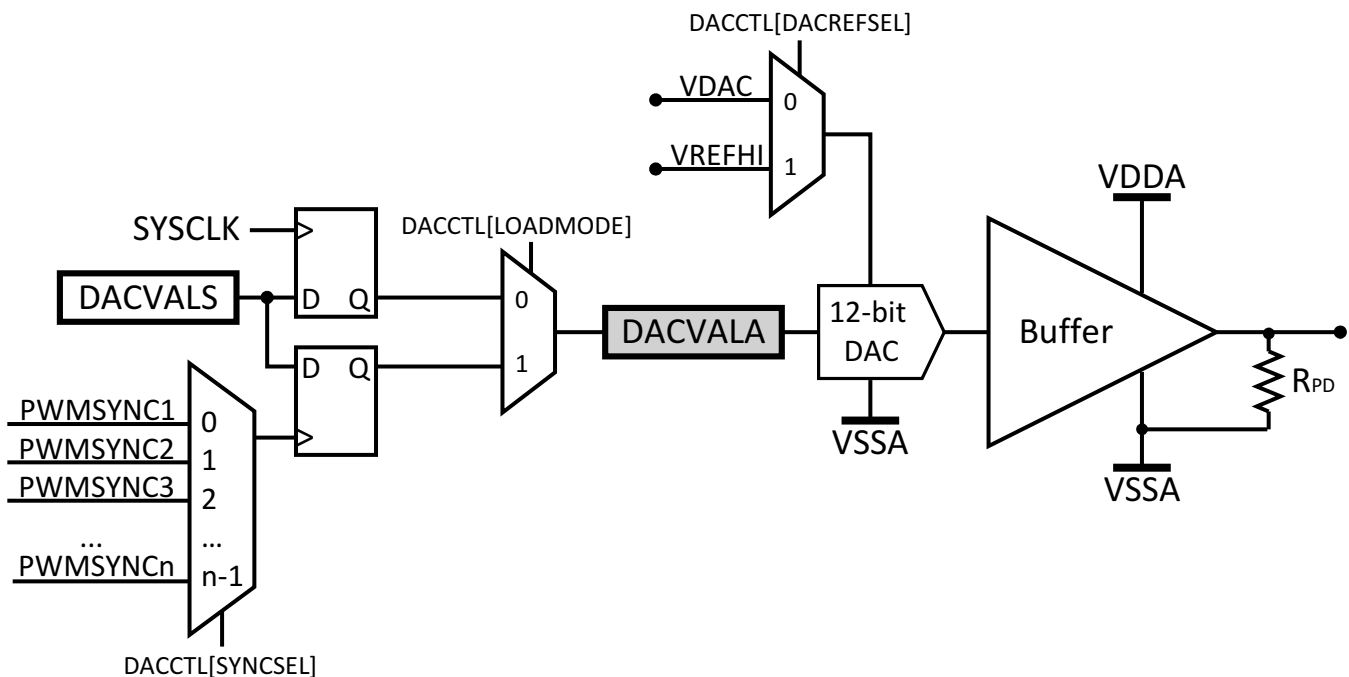 DACCTL[DACREFSEL]
VDAC
0
VREFHI
1
VDDA
SYSCLK
DACCTL[LOADMODE]
DACVALS
D
Q
0
DACVALA
12-bit
DAC
Buffer
D
Q
1
RPD
PWMSYNC1
0
PWMSYNC2
1
PWMSYNC3
2
VSSA
VSSA
...
...
PWMSYNCn
n-1
DACCTL[SYNCSEL]